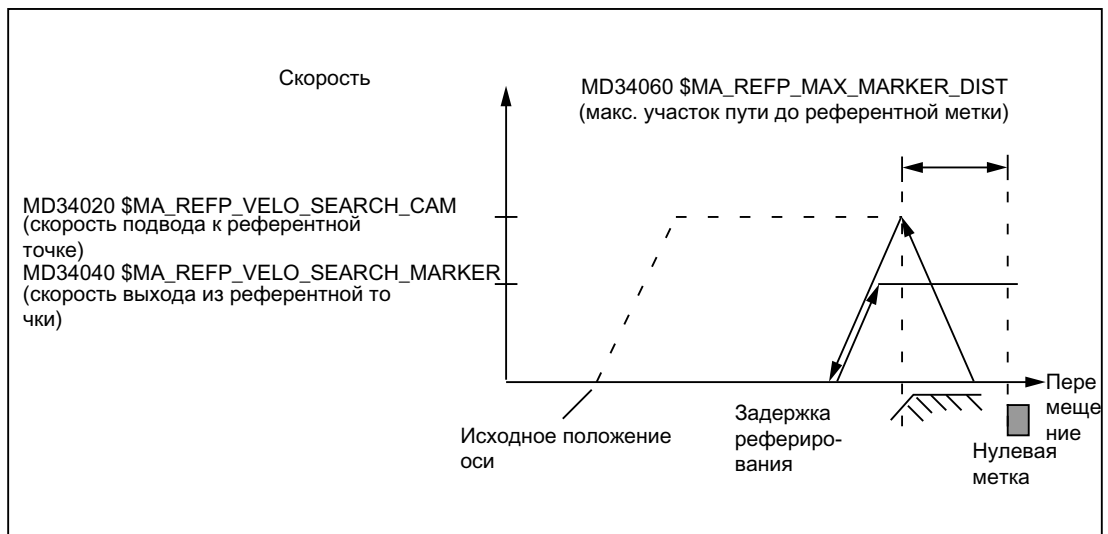 Скорость
MD34060 $MA_REFP_MAX_MARKER_DIST
(макс. участок пути до референтной метки)
MD34020 $MA_REFP_VELO_SEARCH_CAM
(скорость подвода к референтной
точке)
MD34040 $MA_REFP_VELO_SEARCH_MARKER
(скорость выхода из референтной то
чки)
Пере
меще
ние
Исходное положение
оси
Задержка
рефериро-
вания
Нулевая
метка